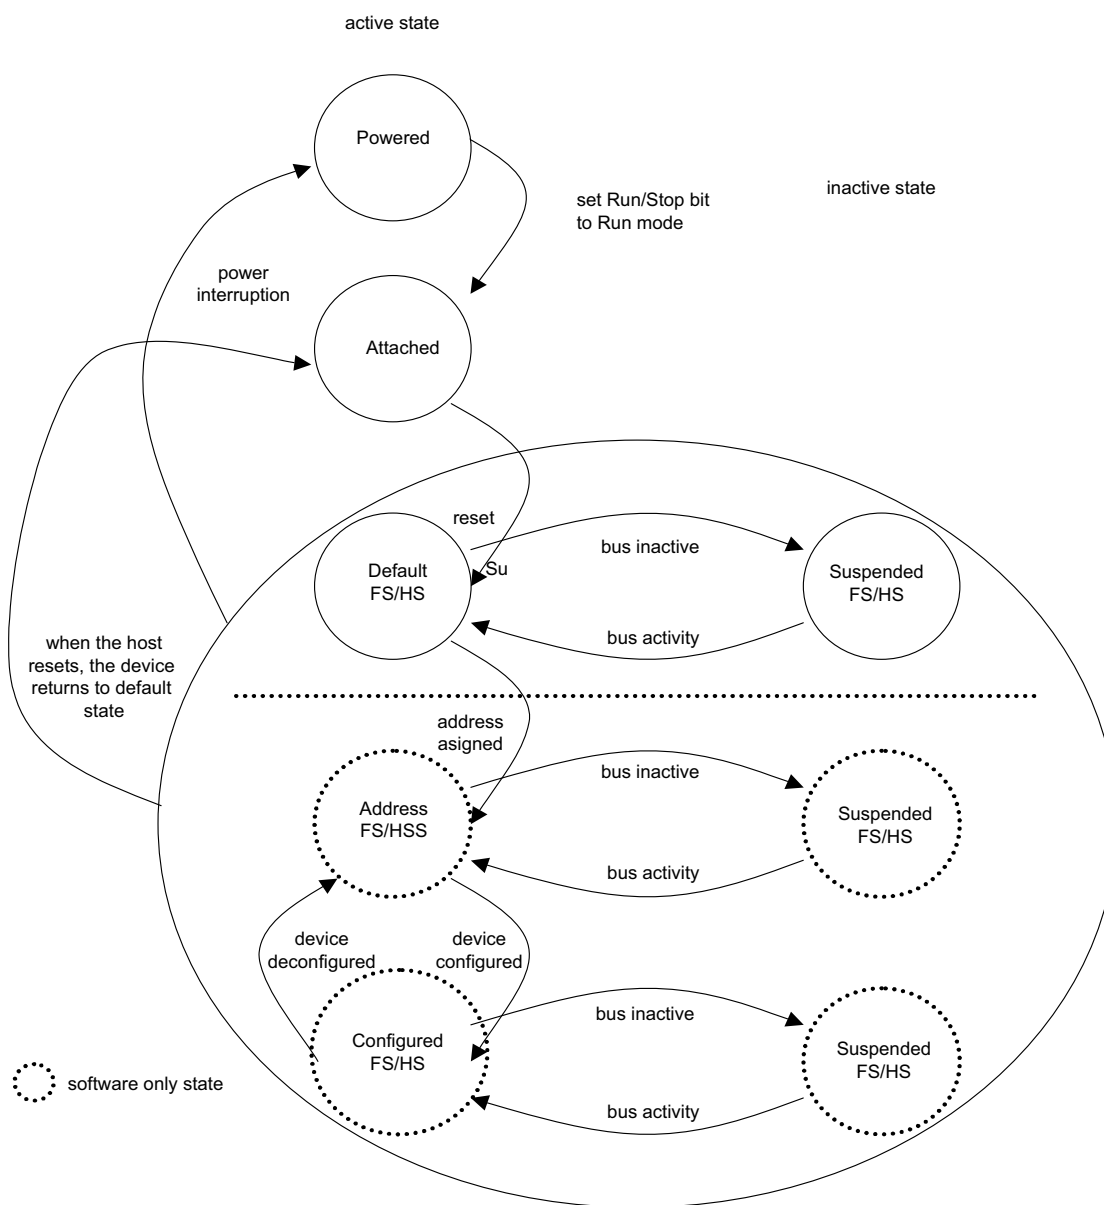 active state
Powered
inactive state
set Run/Stop bit
to Run mode
power
interruption
Attached
reset
bus inactive
Default
FS/HS
Su
Suspended
FS/HS
bus activity
when the host
resets, the device
returns to default
state
address
asigned
bus inactive
Address
FS/HSS
Suspended
FS/HS
bus activity
device
deconfigured
device
configured
bus inactive
Configured
FS/HS
Suspended
FS/HS
software only state
bus activity